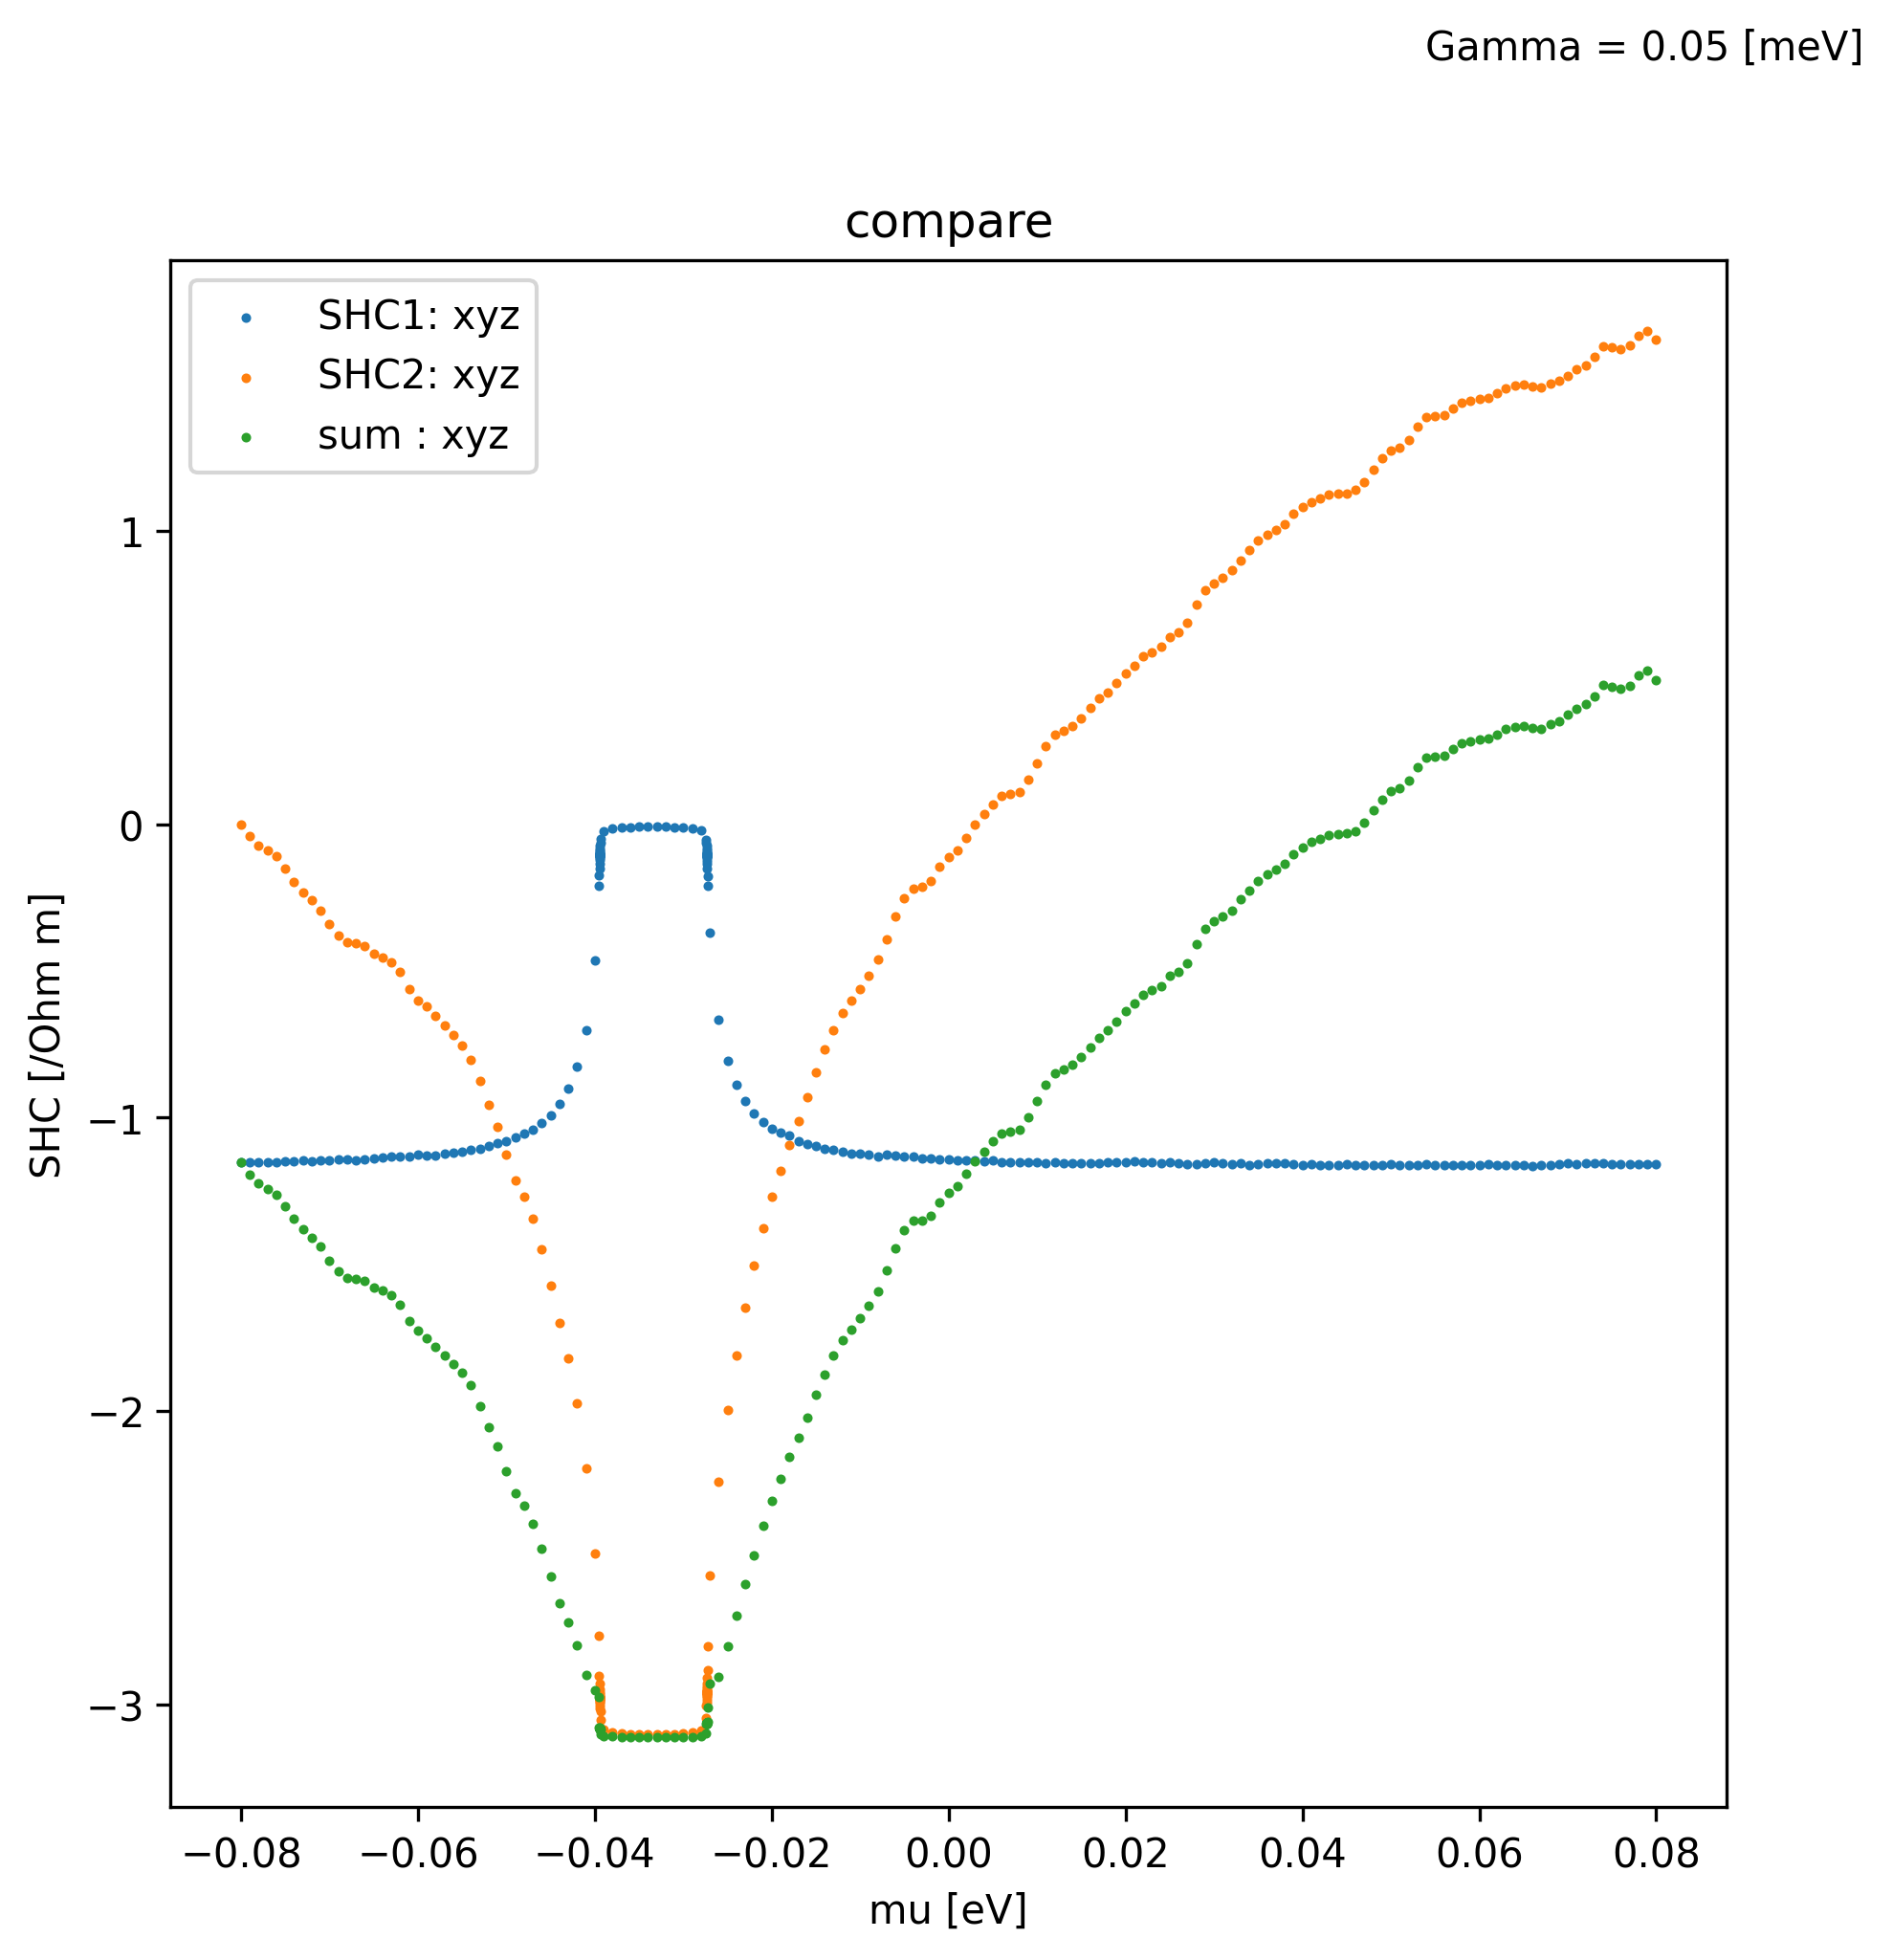 Gamma = 0.05 [meV]
compare
SHC1: xyz
SHC2: xyz
sum : xyz
SHC [/Ohm m]
1
0
−1
−2
−3
−0.08 −0.06 −0.04 −0.02 0.00 0.02 0.04 0.06 0.08
mu [eV]